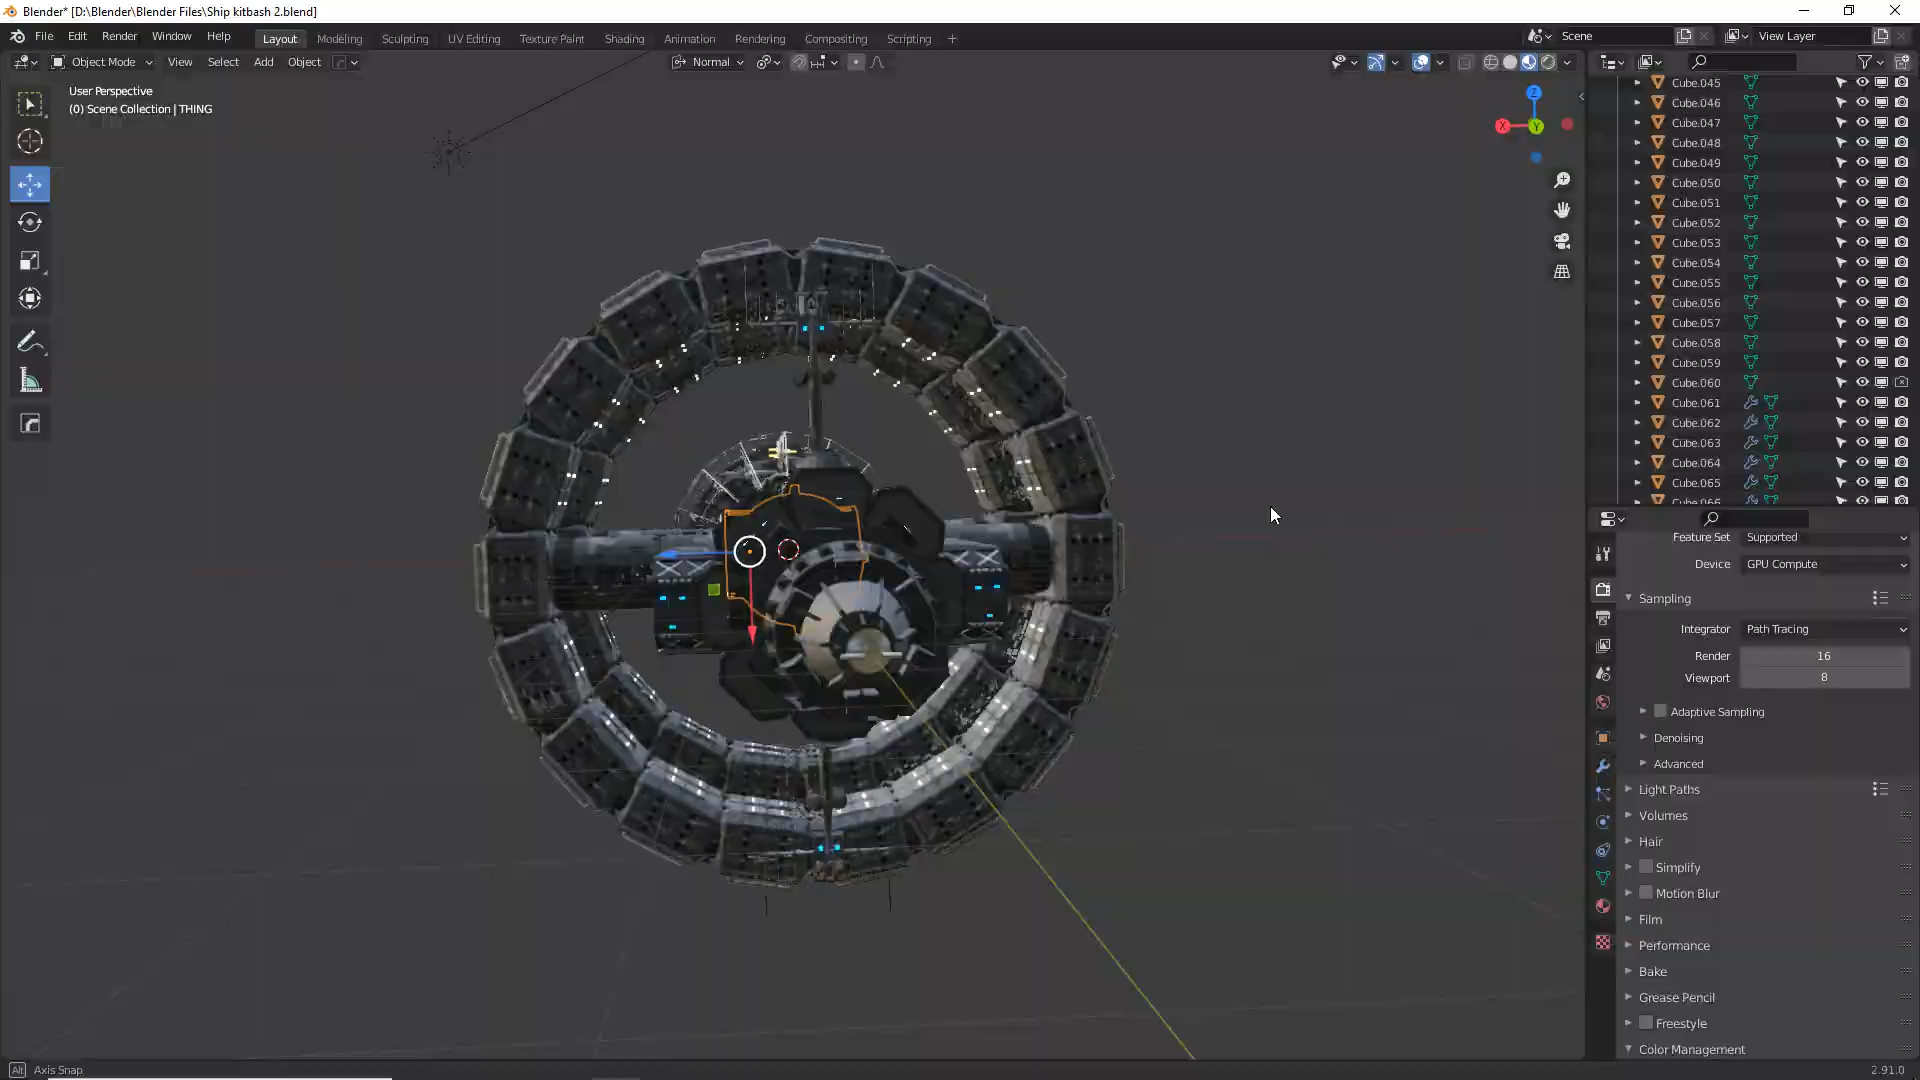 Blender* [D:\Blender\Blender Files\Ship kitbash 2.blend]
File Edit Render Window Help Layout Modeling Sculpting UV Editing Texture Paint Shading Animation Rendering Compositing Scripting + Scene View Layer
Object Mode View Select Add Object Normal
User Perspective
(0) Scene Collection | THING
Z
X
Y
Cube.045
Cube.046
Cube.047
Cube.048
Cube.049
Cube.050
Cube.051
Cube.052
Cube.053
Cube.054
Cube.055
Cube.056
Cube.057
Cube.058
Cube.059
Cube.060
Cube.061
Cube.062
Cube.063
Cube.064
Cube.065
Cube.066
Feature Set Supported
Device GPU Compute
Sampling
Integrator Path Tracing
Render 16
Viewport 8
Adaptive Sampling
Denoising
Advanced
Light Paths
Volumes
Hair
Simplify
Motion Blur
Film
Performance
Bake
Grease Pencil
Freestyle
Color Management
Alt Axis Snap
2.91.0